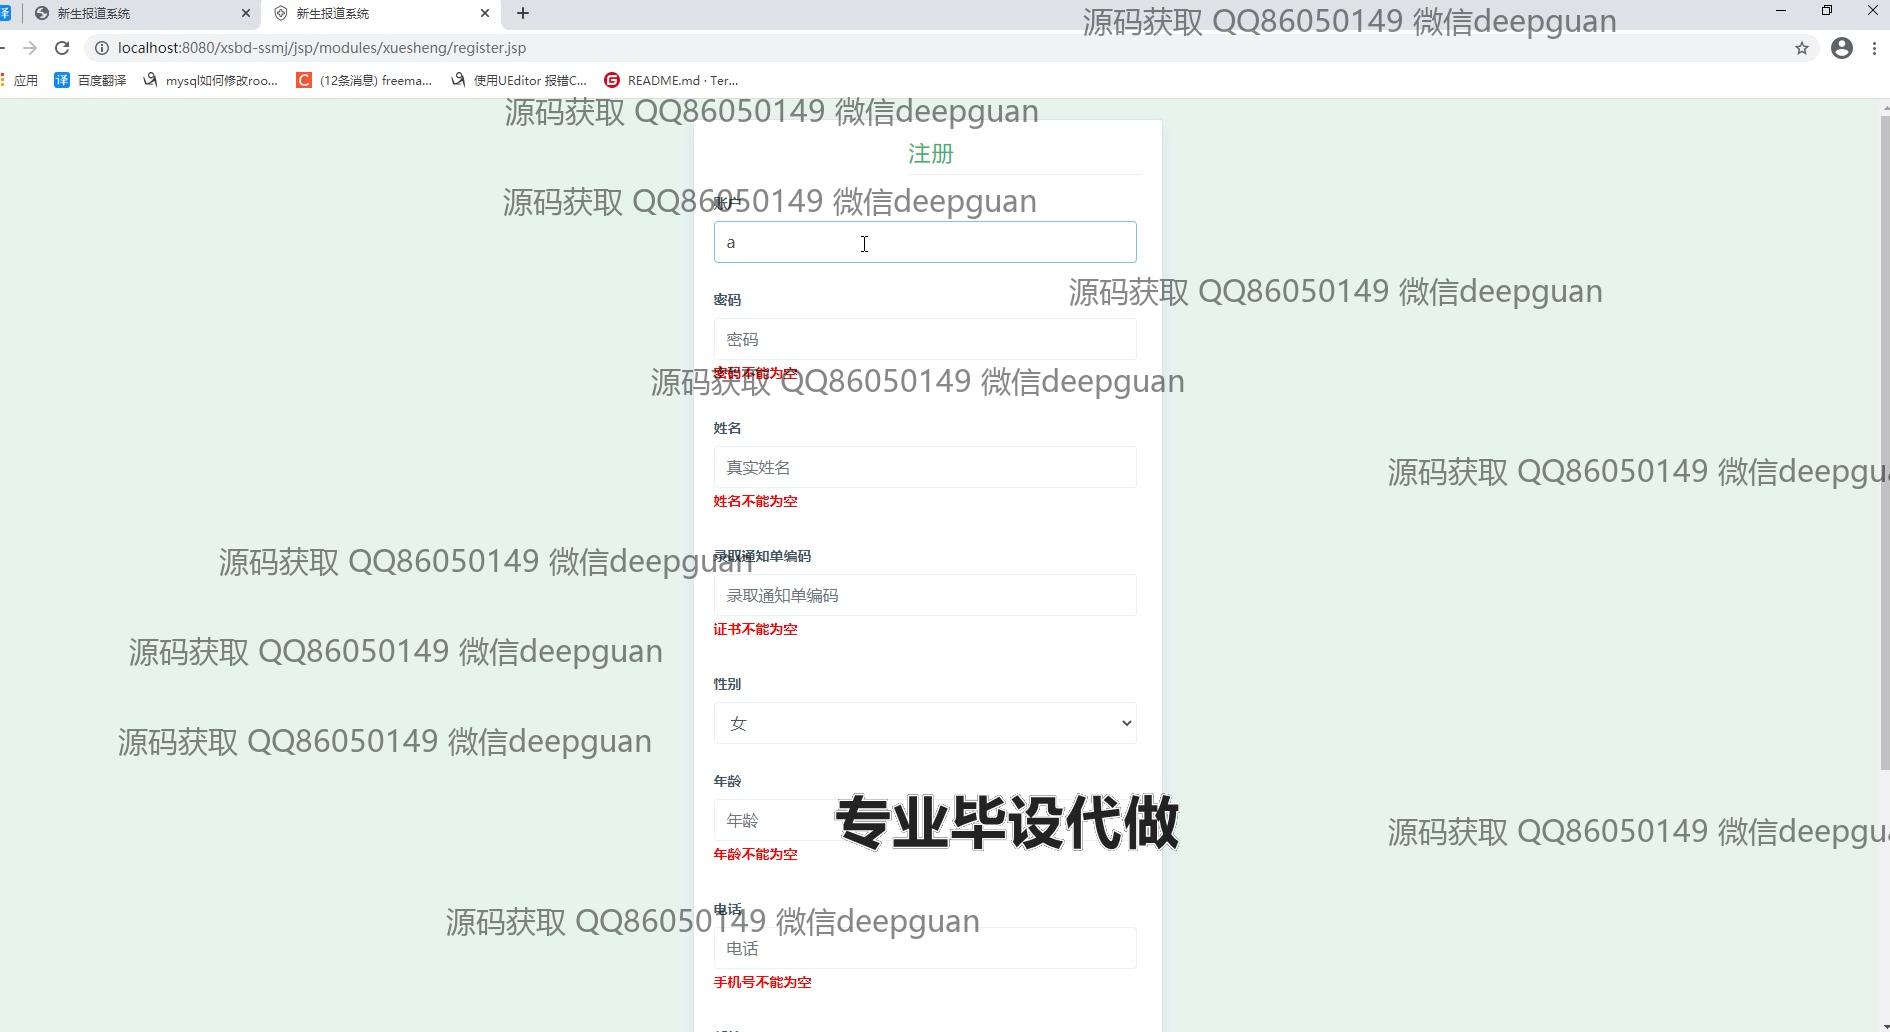 新生报道系统
新生报道系统
源码获取 QQ86050149 微信deepguan
localhost:8080/xsbd-ssmj/jsp/modules/xuesheng/register.jsp
应用
译 百度翻译
mysql如何修改roo...
C (12条消息) freema...
使用UEditor 报错C...
G README.md · Ter...
源码获取 QQ86050149 微信deepguan
注册
源码获取 QQ86050149 微信deepguan
账户
a
源码获取 QQ86050149 微信deepguan
密码
密码
密码不能为空
源码获取 QQ86050149 微信deepguan
姓名
真实姓名
源码获取 QQ86050149 微信deepgu
姓名不能为空
录取通知单编码
源码获取 QQ86050149 微信deepguan
录取通知单编码
证书不能为空
源码获取 QQ86050149 微信deepguan
性别
女
源码获取 QQ86050149 微信deepguan
年龄
年龄
专业毕设代做
源码获取 QQ86050149 微信deepgu
年龄不能为空
电话
源码获取 QQ86050149 微信deepguan
电话
手机号不能为空